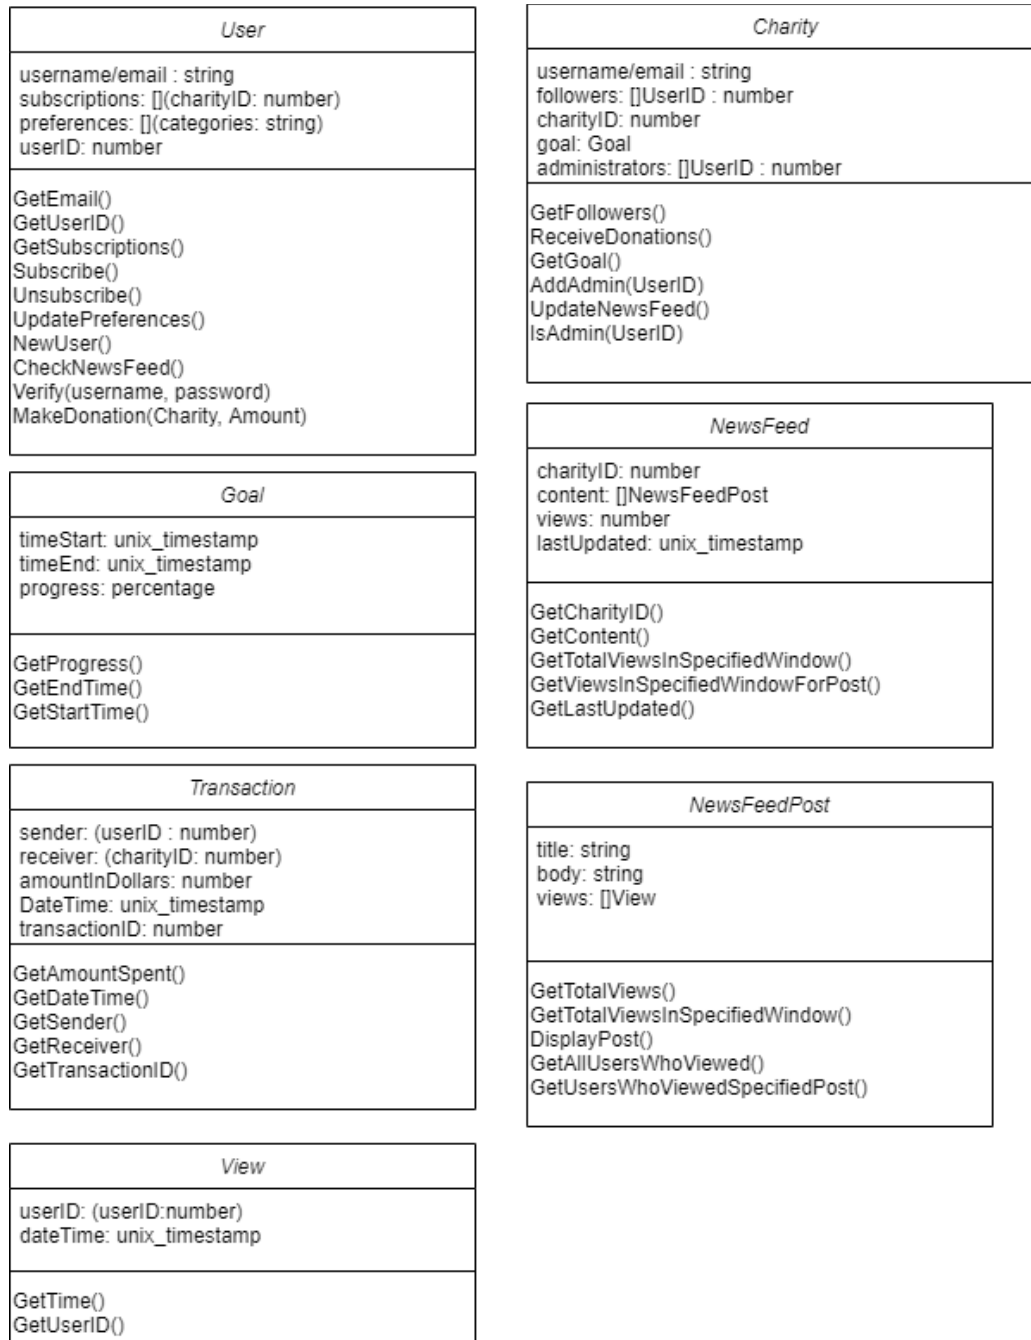 User
username/email : string
subscriptions: [](charityID: number)
preferences: [](categories: string)
userID: number
GetEmail()
GetUserID()
GetSubscriptions()
Subscribe()
Unsubscribe()
UpdatePreferences()
NewUser()
CheckNewsFeed()
Verify(username, password)
MakeDonation(Charity, Amount)
Charity
username/email : string
followers: []UserID : number
charityID: number
goal: Goal
administrators: []UserID : number
GetFollowers()
ReceiveDonations()
GetGoal()
AddAdmin(UserID)
UpdateNewsFeed()
IsAdmin(UserID)
Goal
timeStart: unix_timestamp
timeEnd: unix_timestamp
progress: percentage
GetProgress()
GetEndTime()
GetStartTime()
NewsFeed
charityID: number
content: []NewsFeedPost
views: number
lastUpdated: unix_timestamp
GetCharityID()
GetContent()
GetTotalViewsInSpecifiedWindow()
GetViewsInSpecifiedWindowForPost()
GetLastUpdated()
Transaction
sender: (userID : number)
receiver: (charityID: number)
amountInDollars: number
DateTime: unix_timestamp
transactionID: number
GetAmountSpent()
GetDateTime()
GetSender()
GetReceiver()
GetTransactionID()
NewsFeedPost
title: string
body: string
views: []View
GetTotalViews()
GetTotalViewsInSpecifiedWindow()
DisplayPost()
GetAllUsersWhoViewed()
GetUsersWhoViewedSpecifiedPost()
View
userID: (userID:number)
dateTime: unix_timestamp
GetTime()
GetUserID()